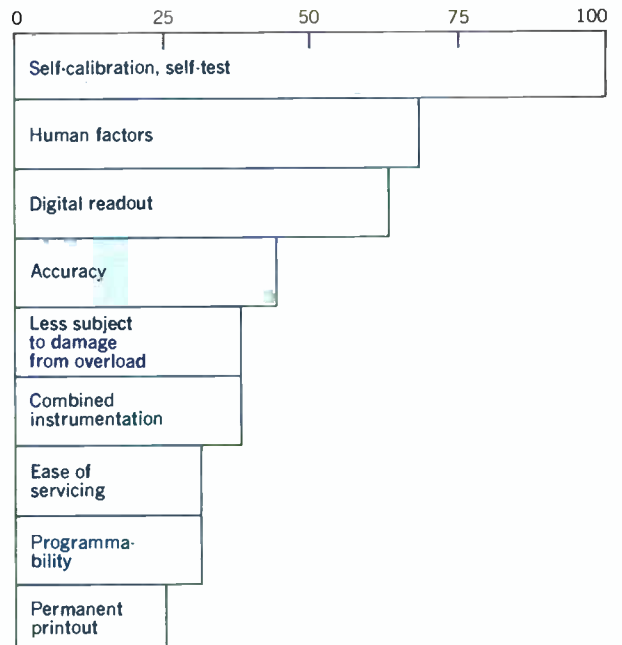 0 25 50 75 100
Self-calibration, self-test
Human factors
Digital readout
Accuracy
Less subject
to damage
from overload
Combined
instrumentation
Ease of
servicing
Programma-
bility
Permanent
printout